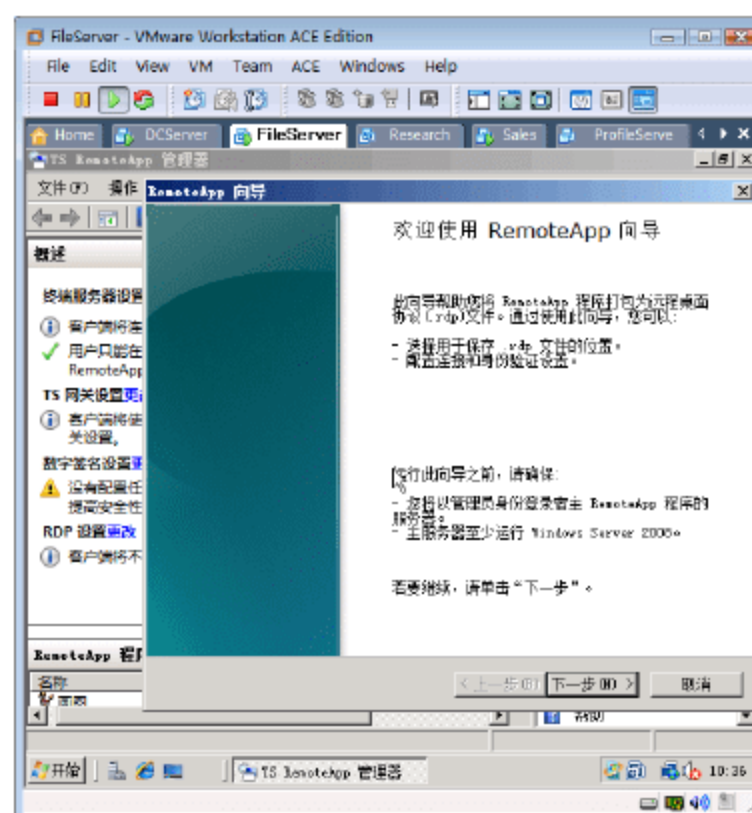 FileServer - VMware Workstation ACE Edition
File Edit View VM Team ACE Windows Help
Home DCServer FileServer Research Sales ProfileServe
TS RemoteApp 管理器
文件(F) 操作
RemoteApp 向导
欢迎使用 RemoteApp 向导
概述
此向导帮助您将 RemoteApp 程序打包为远程桌面
协议(.rdp)文件。通过使用此向导,您可以:
- 选择用于保存 .rdp 文件的位置。
- 配置连接和身份验证设置。
终端服务器设置
客户端将连
用户只能在
RemoteApp
TS 网关设置更
客户端将使
关设置。
数字签名设置
没有配置任
提高安全性
RDP 设置更改
客户端将不
行此向导之前,请确保:
- 您将以管理员身份登录宿主 RemoteApp 程序的
服务器。
- 主服务器至少运行 Windows Server 2008。
若要继续,请单击“下一步”。
RemoteApp 程序
名称
画图
< 上一步(B) 下一步(N) > 取消
帮助
开始 TS RemoteApp 管理器 10:36